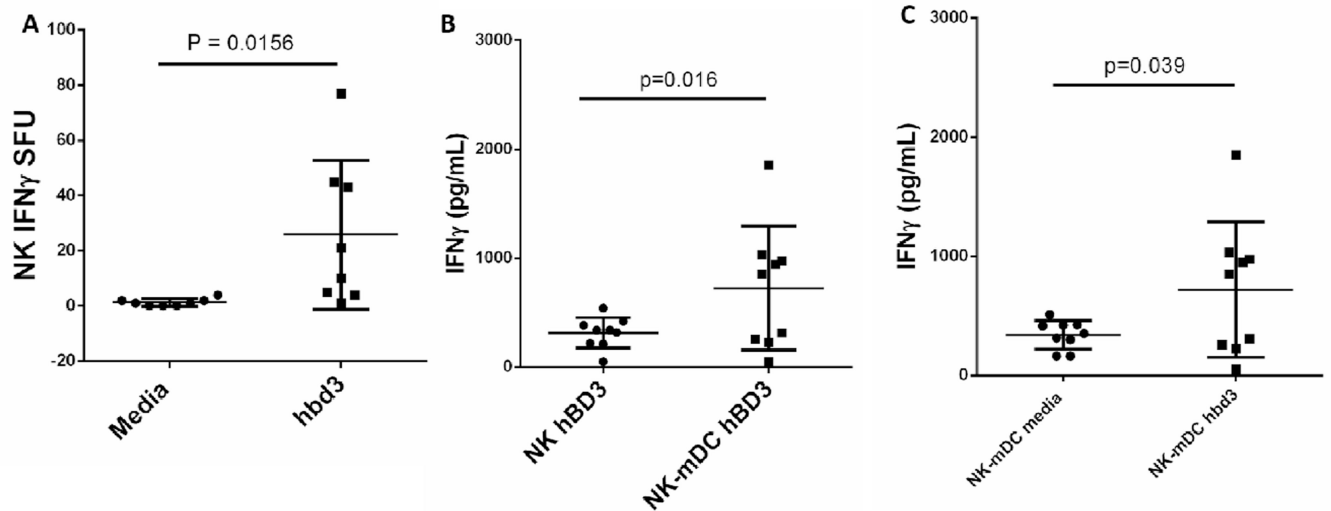 A
NK IFNγ SFU
100
80
60
40
20
0
-20
P = 0.0156
Media
hbd3
B
IFNγ (pg/mL)
3000
2000
1000
0
p=0.016
NK hBD3
NK-mDC hBD3
C
IFNγ (pg/mL)
3000
2000
1000
0
p=0.039
NK-mDC media
NK-mDC hbd3